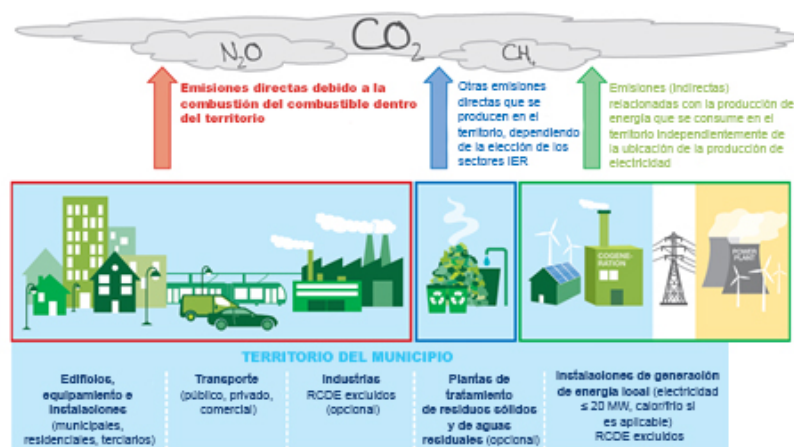 CO₂
N₂O
CH₄
Emisiones directas debido a la
combustión del combustible dentro
del territorio
Otras emisiones
directas que se
producen en el
territorio, dependiendo
de la elección de los
sectores IER
Emisiones (Indirectas)
relacionadas con la producción de
energía que se consume en el
territorio independientemente de
la ubicación de la producción de
electricidad
COGENE-
RATION
POWER
PLANT
TERRITORIO DEL MUNICIPIO
Edificios,
equipamiento e
instalaciones
(municipales,
residenciales, terciarios)
Transporte
(público, privado,
comercial)
Industrias
RCDE excluidos
(opcional)
Plantas de
tratamiento
de residuos sólidos
y de aguas
residuales (opcional)
Instalaciones de generación
de energía local (electricidad
≤ 20 MW, calor/frío si
es aplicable)
RCDE excluidos